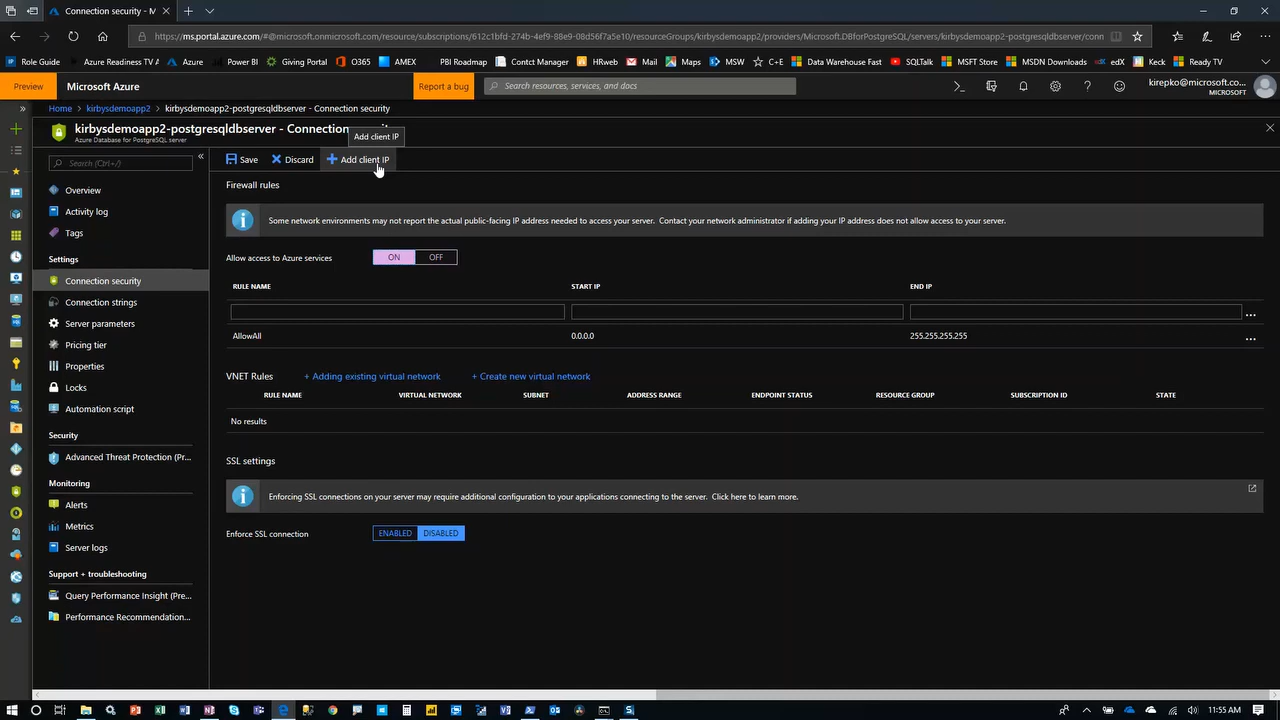 Connection security - M
https://ms.portal.azure.com/#@onmicrosoft.com/resource/subscriptions/612c1bfd-274b-4ef9-88e9-08d56f7a5e10/resourceGroups/kirbysdemoapp2/providers/Microsoft.DBforPostgreSQL/servers/kirbysdemoapp2-postgresqldbserver/conn
Role Guide Azure Readiness TV A Azure Power BI Giving Portal O365 AMEX PBI Roadmap Contct Manager HRweb Mail Maps C+E Data Warehouse Fast SQLTalk MSFT Store MSDN Downloads edX Keck Ready TV
Preview Microsoft Azure Report a bug Search resources, services, and docs kirepko@microsoft.co...
MICROSOFT
Home > kirbysdemoapp2 > kirbysdemoapp2-postgresqldbserver - Connection security
kirbysdemoapp2-postgresqldbserver - Connection
Azure Database for PostgreSQL server
Add client IP
Search (Ctrl+/)
Save Discard Add client IP
Overview
Activity log
Tags
Settings
Connection security
Connection strings
Server parameters
Pricing tier
Properties
Locks
Automation script
Security
Advanced Threat Protection (Pr...
Monitoring
Alerts
Metrics
Server logs
Support + troubleshooting
Query Performance Insight (Pre...
Performance Recommendation...
Firewall rules
Some network environments may not report the actual public-facing IP address needed to access your server. Contact your network administrator if adding your IP address does not allow access to your server.
Allow access to Azure services ON OFF
RULE NAME START IP END IP
...
AllowAll 0.0.0.0 255.255.255.255 ...
VNET Rules + Adding existing virtual network + Create new virtual network
RULE NAME VIRTUAL NETWORK SUBNET ADDRESS RANGE ENDPOINT STATUS RESOURCE GROUP SUBSCRIPTION ID STATE
No results
SSL settings
Enforcing SSL connections on your server may require additional configuration to your applications connecting to the server. Click here to learn more.
Enforce SSL connection ENABLED DISABLED
11:55 AM